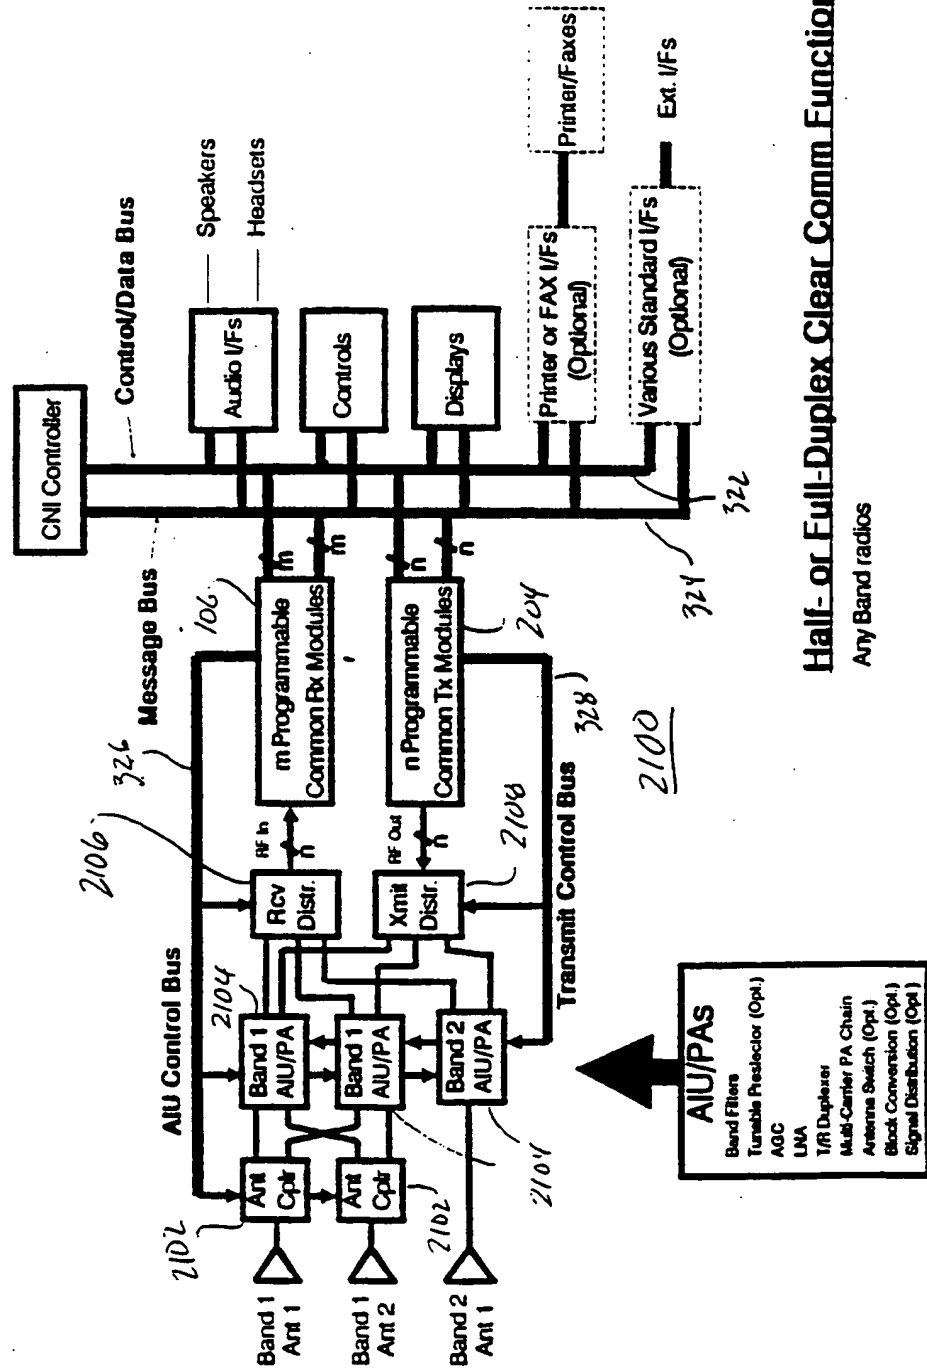 CNI Controller
Control/Data Bus
Message Bus
Speakers
Headsets
Audio I/Fs
Controls
Displays
Printer or FAX I/Fs
(Optional)
Printer/Faxes
Various Standard I/Fs
(Optional)
Ext. I/Fs
322
324
326
106
m Programmable
Common Rx Modules
m
m
204
n Programmable
Common Tx Modules
n
n
328
2106
RF In
n
Rcv
Distr.
2108
RF Out
n
Xmit
Distr.
AIU Control Bus
Transmit Control Bus
2104
Band 1
AIU/PA
Band 1
AIU/PA
Band 2
AIU/PA
2104
2102
Ant
Cplr
Ant
Cplr
2102
Band 1
Ant 1
Band 1
Ant 2
Band 2
Ant 1
2100
AIU/PAs
Band Filters
Tunable Preslector (Opt.)
AGC
LNA
T/R Duplexer
Multi-Carrier PA Chain
Antenna Switch (Opt.)
Block Conversion (Opt.)
Signal Distribution (Opt.)
Half- or Full-Duplex Clear Comm Function
Any Band radios